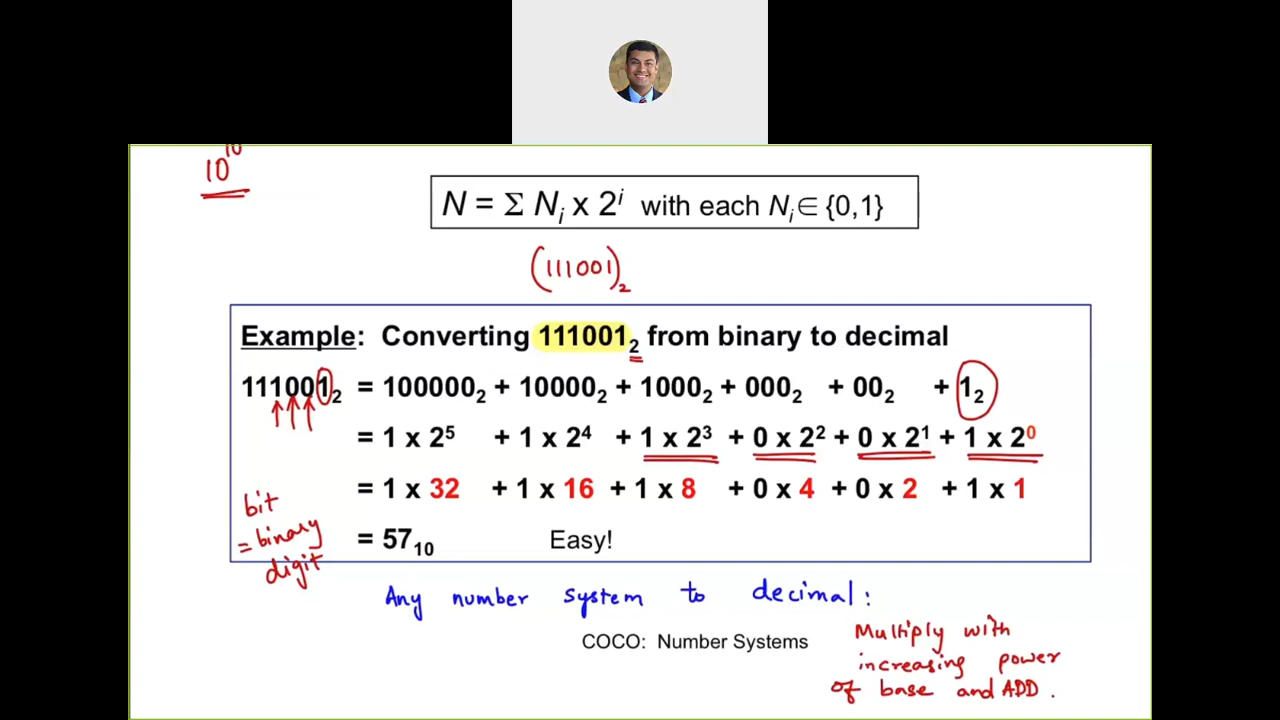 10¹⁰
N = Σ Nᵢ x 2ⁱ with each Nᵢ ∈ {0,1}
(111001)₂
Example: Converting 111001₂ from binary to decimal
111001₂ = 100000₂ + 10000₂ + 1000₂ + 000₂ + 00₂ + 1₂
= 1 x 2⁵ + 1 x 2⁴ + 1 x 2³ + 0 x 2² + 0 x 2¹ + 1 x 2⁰
= 1 x 32 + 1 x 16 + 1 x 8 + 0 x 4 + 0 x 2 + 1 x 1
= 57₁₀ Easy!
bit
= binary
digit
Any number system to decimal:
COCO: Number Systems
Multiply with
increasing power
of base and ADD.